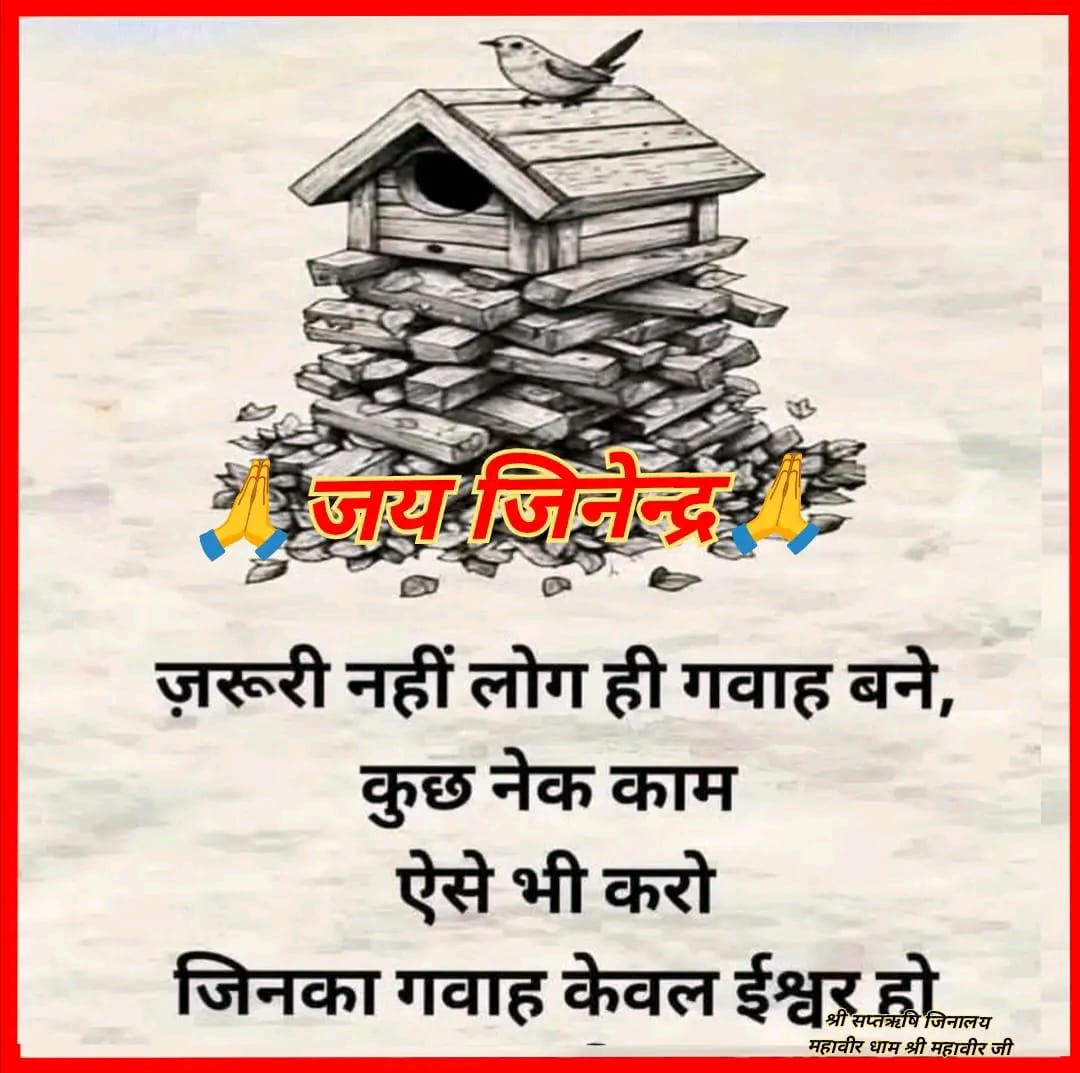 🙏 जय जिनेन्द्र 🙏
ज़रूरी नहीं लोग ही गवाह बने,
कुछ नेक काम
ऐसे भी करो
जिनका गवाह केवल ईश्वर हो
श्री सप्तऋषि जिनालय
महावीर धाम श्री महावीर जी